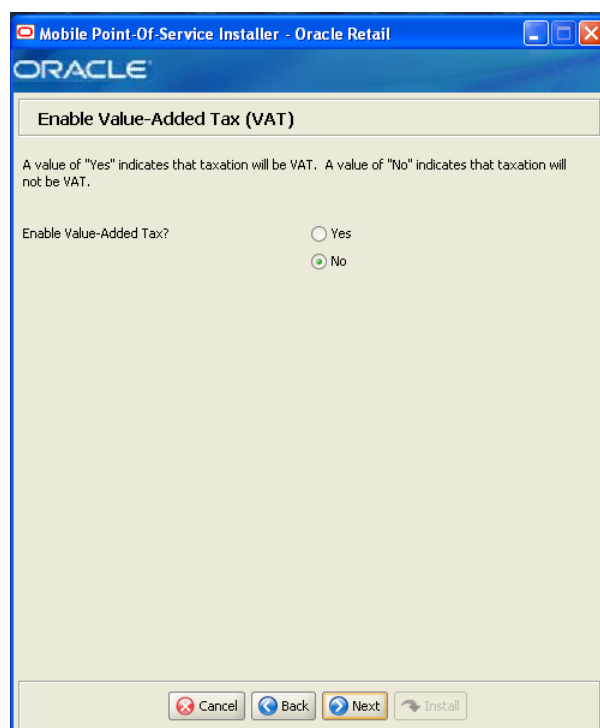 Mobile Point-Of-Service Installer - Oracle Retail
ORACLE
Enable Value-Added Tax (VAT)
A value of "Yes" indicates that taxation will be VAT.  A value of "No" indicates that taxation will
not be VAT.
Enable Value-Added Tax?
Yes
No
Cancel
Back
Next
Install